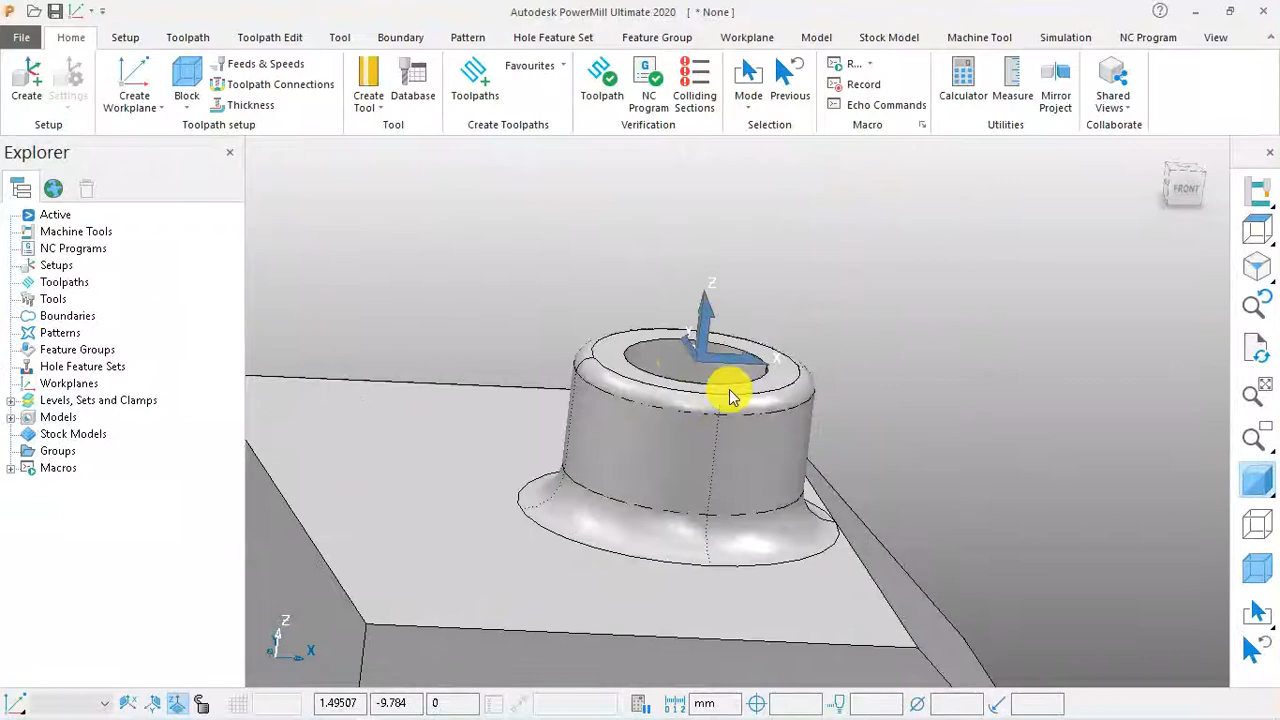 Autodesk PowerMill Ultimate 2020 [ * None ]
File Home Setup Toolpath Toolpath Edit Tool Boundary Pattern Hole Feature Set Feature Group Workplane Model Stock Model Machine Tool Simulation NC Program View
Create
Settings
Setup
Create Workplane
Block
Feeds & Speeds
Toolpath Connections
Thickness
Toolpath setup
Create Tool
Database
Tool
Toolpaths
Favourites
Create Toolpaths
Toolpath
NC Program
Colliding Sections
Verification
Mode
Previous
Selection
R...
Record
Echo Commands
Macro
Calculator
Measure
Mirror Project
Utilities
Shared Views
Collaborate
Explorer
Active
Machine Tools
NC Programs
Setups
Toolpaths
Tools
Boundaries
Patterns
Feature Groups
Hole Feature Sets
Workplanes
Levels, Sets and Clamps
Models
Stock Models
Groups
Macros
FRONT
Z
X
Z
X
1.49507 -9.784 0 mm